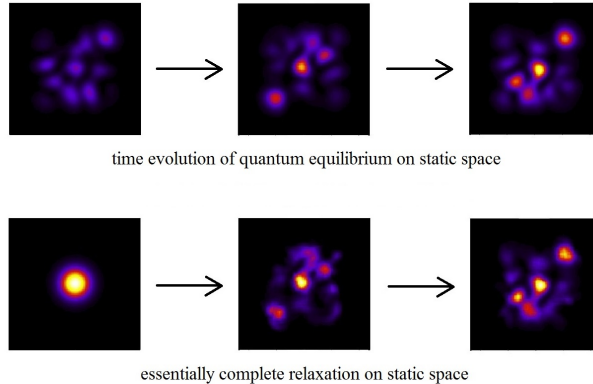 time evolution of quantum equilibrium on static space
essentially complete relaxation on static space